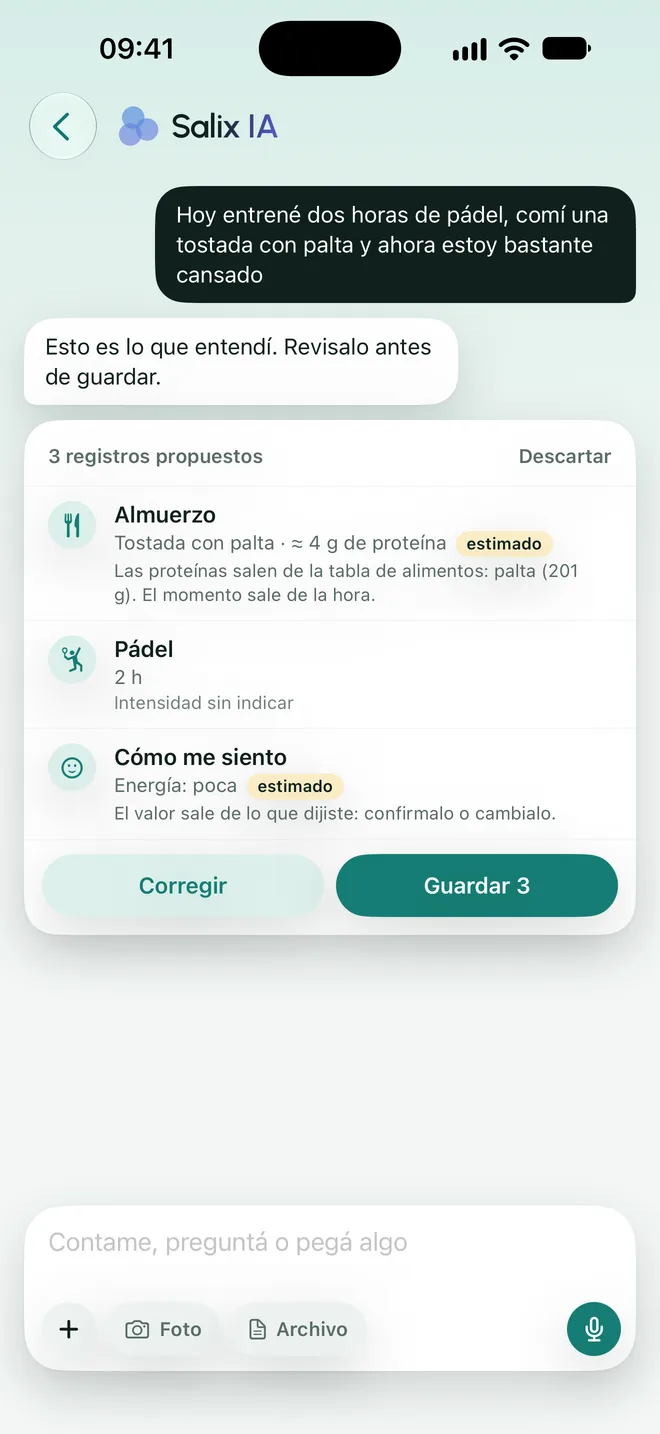 09:41
Salix IA
Hoy entrené dos horas de pádel, comí una
tostada con palta y ahora estoy bastante
cansado
Esto es lo que entendí. Revisalo antes
de guardar.
3 registros propuestos
Descartar
Almuerzo
Tostada con palta · ≈ 4 g de proteína estimado
Las proteínas salen de la tabla de alimentos: palta (201
g). El momento sale de la hora.
Pádel
2 h
Intensidad sin indicar
Cómo me siento
Energía: poca estimado
El valor sale de lo que dijiste: confirmalo o cambialo.
Corregir
Guardar 3
Contame, preguntá o pegá algo
Foto
Archivo